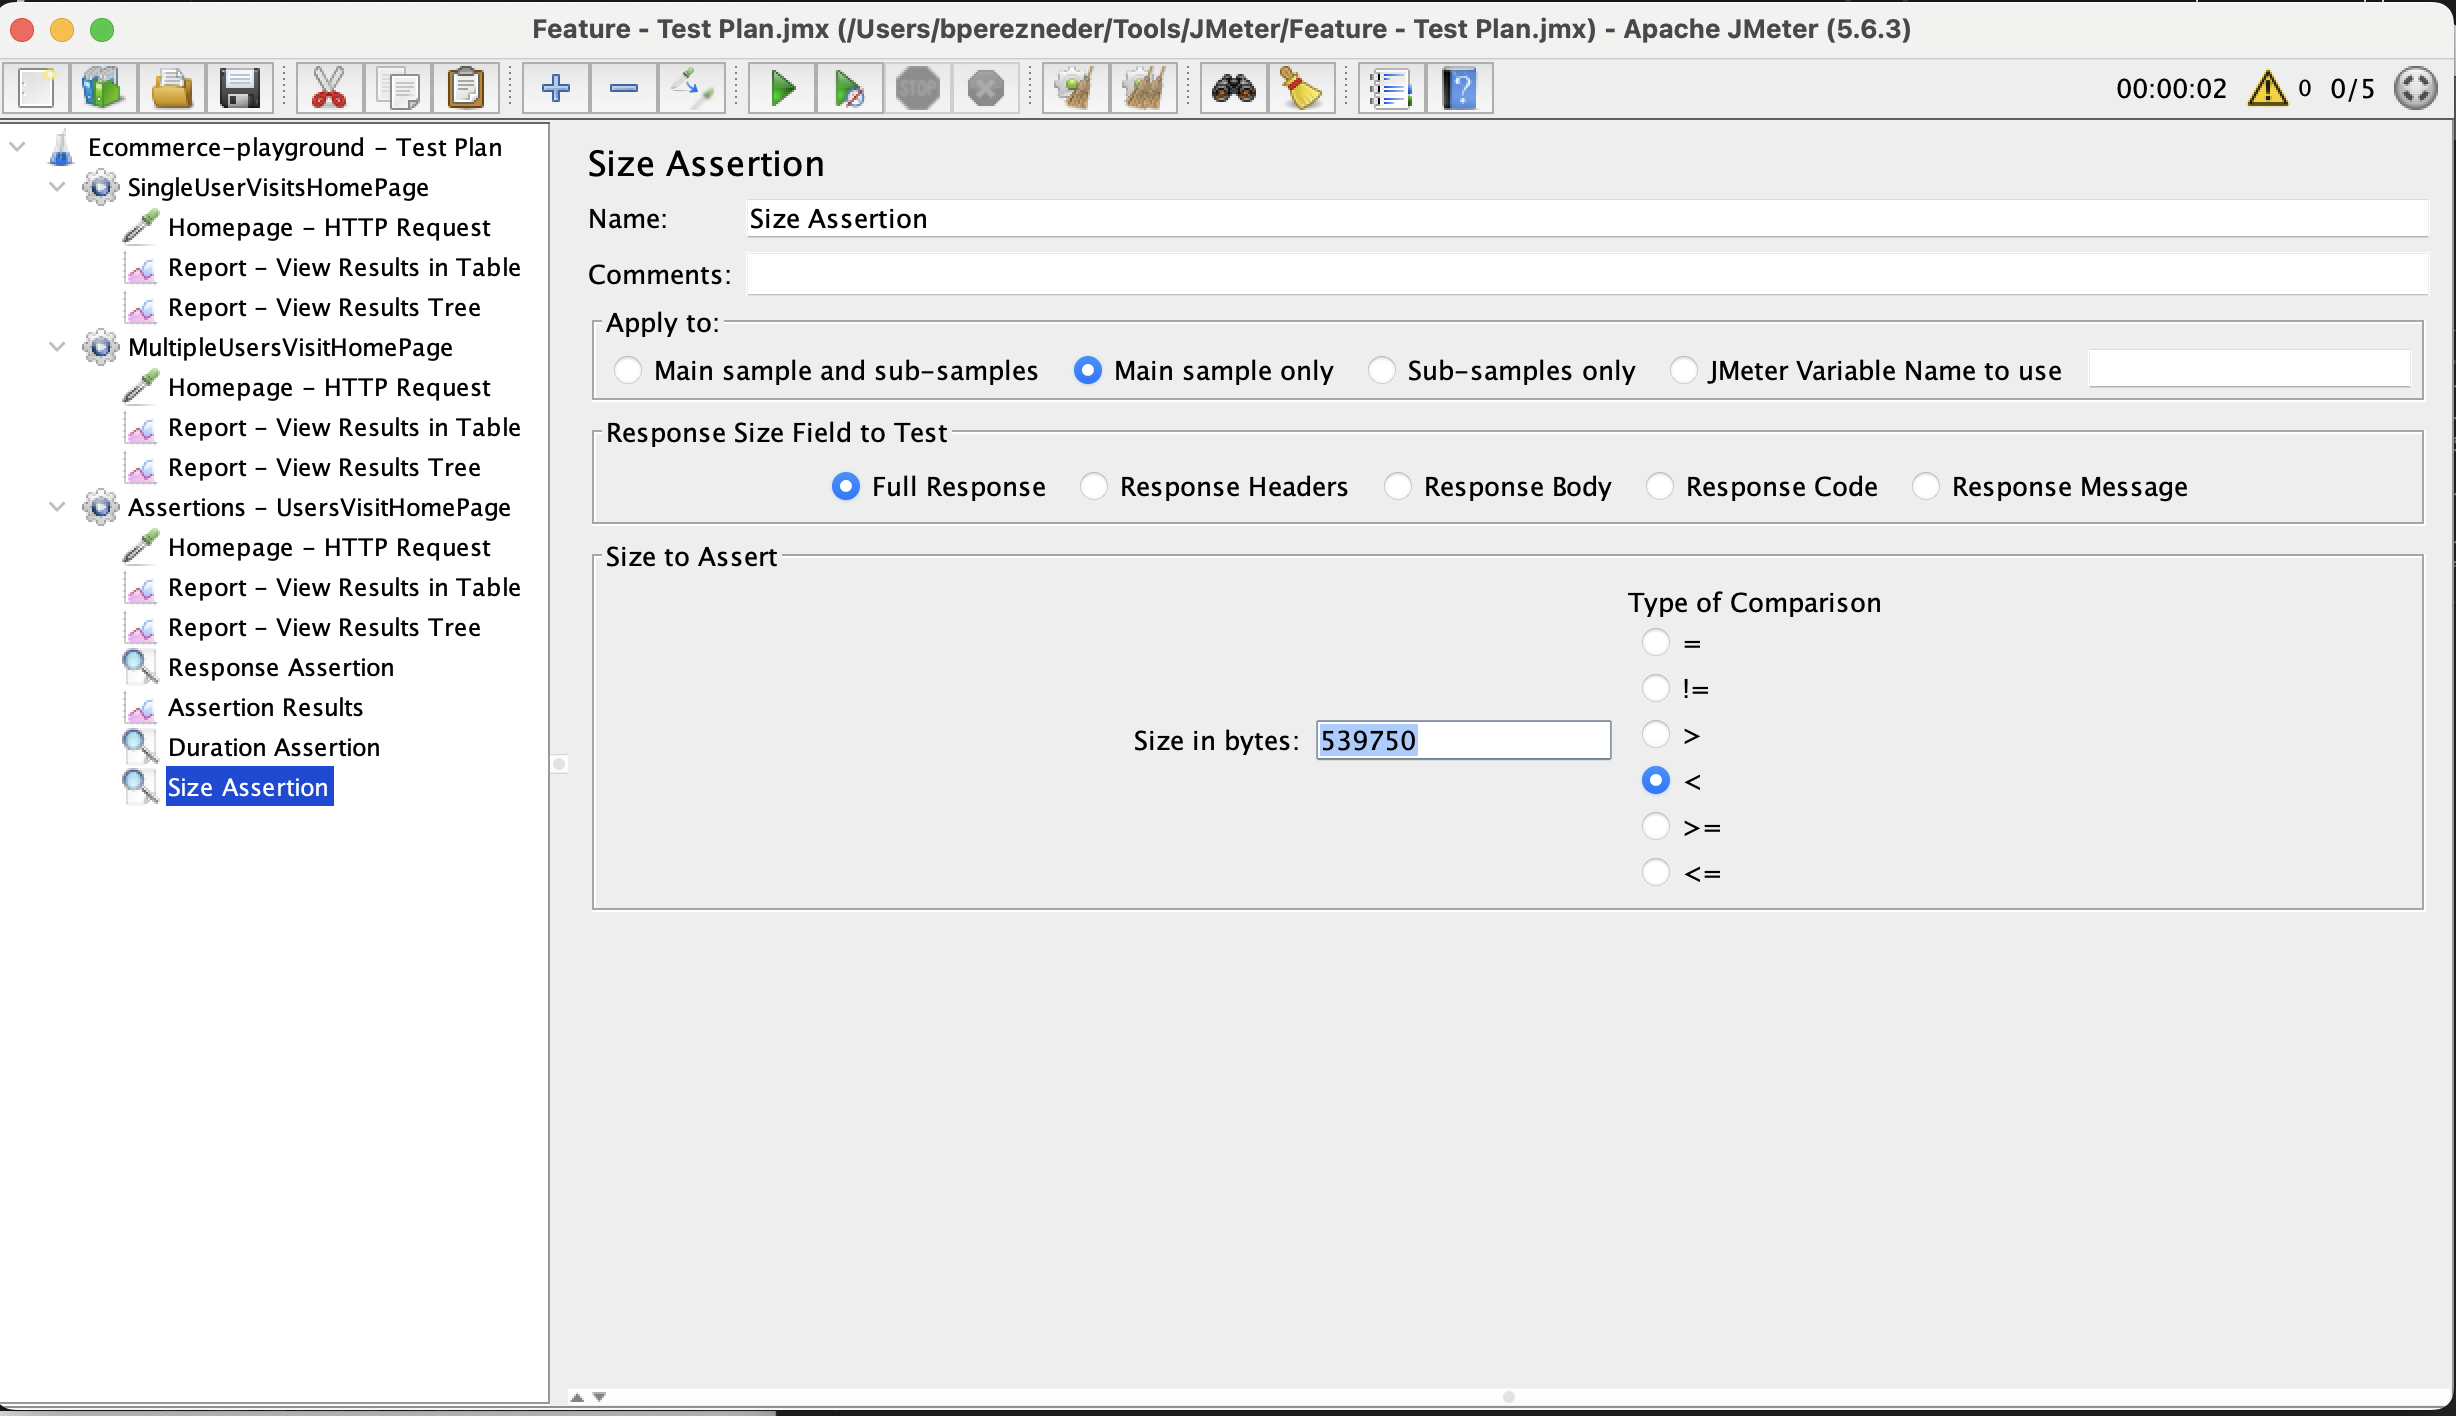 Feature - Test Plan.jmx (/Users/bperezneder/Tools/JMeter/Feature - Test Plan.jmx) - Apache JMeter (5.6.3)
STOP
00:00:02 0 0/5
Ecommerce-playground - Test Plan
SingleUserVisitsHomePage
Homepage - HTTP Request
Report - View Results in Table
Report - View Results Tree
MultipleUsersVisitHomePage
Homepage - HTTP Request
Report - View Results in Table
Report - View Results Tree
Assertions - UsersVisitHomePage
Homepage - HTTP Request
Report - View Results in Table
Report - View Results Tree
Response Assertion
Assertion Results
Duration Assertion
Size Assertion
Size Assertion
Name: Size Assertion
Comments:
Apply to:
Main sample and sub-samples Main sample only Sub-samples only JMeter Variable Name to use
Response Size Field to Test
Full Response Response Headers Response Body Response Code Response Message
Size to Assert
Type of Comparison
=
!=
>
Size in bytes: 539750
<
>=
<=